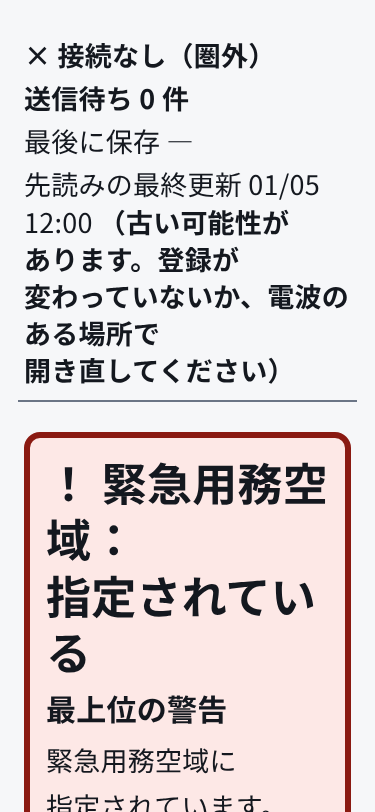 × 接続なし（圏外）
送信待ち 0 件
最後に保存 —
先読みの最終更新 01/05
12:00 （古い可能性が
あります。登録が
変わっていないか、電波の
ある場所で
開き直してください）
！ 緊急用務空
域：
指定されてい
る
最上位の警告
緊急用務空域に
指定されています。